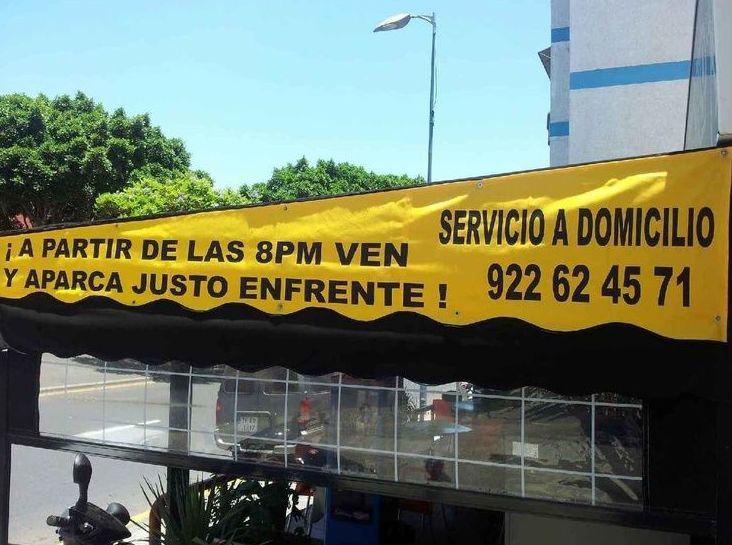 ¡ A PARTIR DE LAS 8PM VEN
Y APARCA JUSTO ENFRENTE !
SERVICIO A DOMICILIO
922 62 45 71